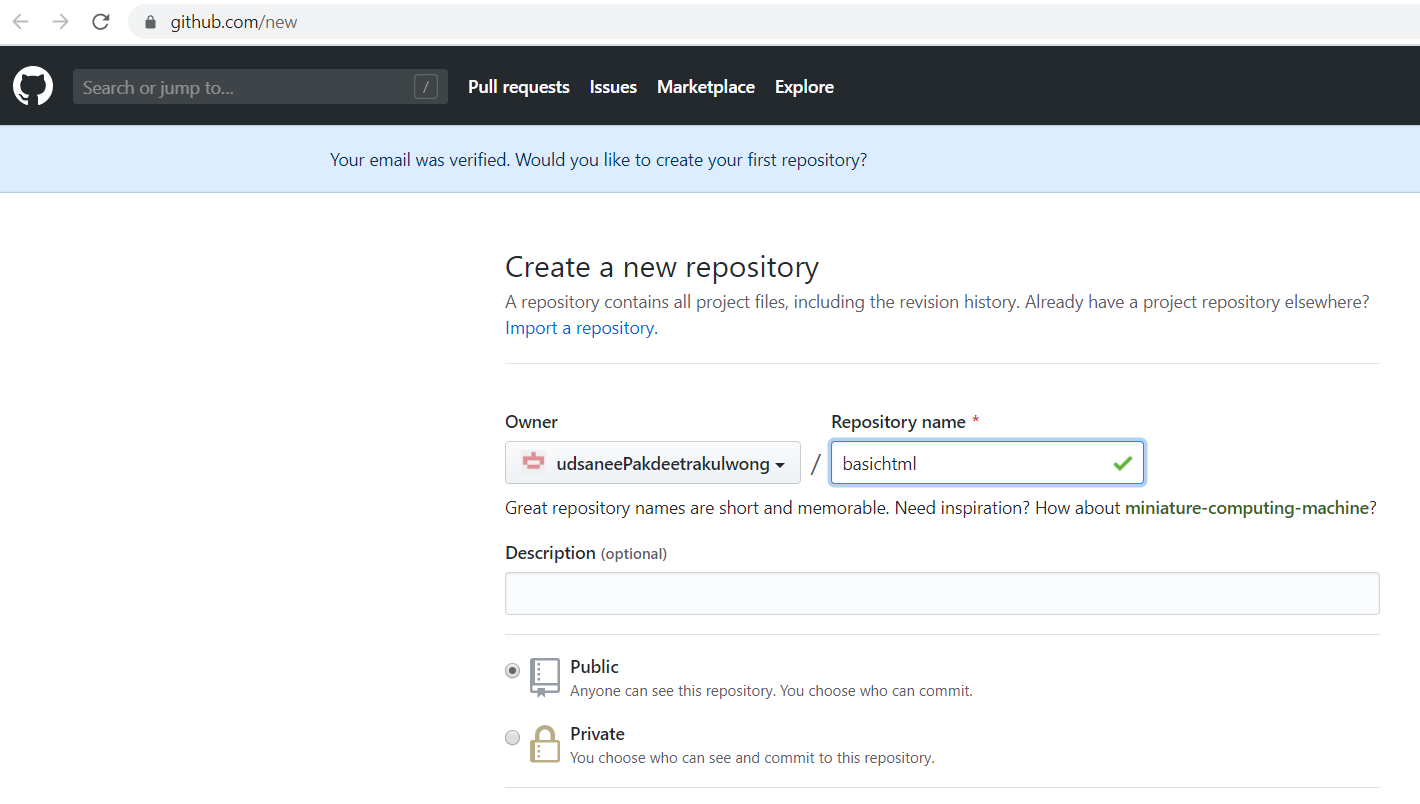 github.com/new
Search or jump to... /
Pull requests Issues Marketplace Explore
Your email was verified. Would you like to create your first repository?
Create a new repository
A repository contains all project files, including the revision history. Already have a project repository elsewhere?
Import a repository.
Owner
Repository name *
udsaneePakdeetrakulwong / basichtml
Great repository names are short and memorable. Need inspiration? How about miniature-computing-machine?
Description (optional)
Public
Anyone can see this repository. You choose who can commit.
Private
You choose who can see and commit to this repository.